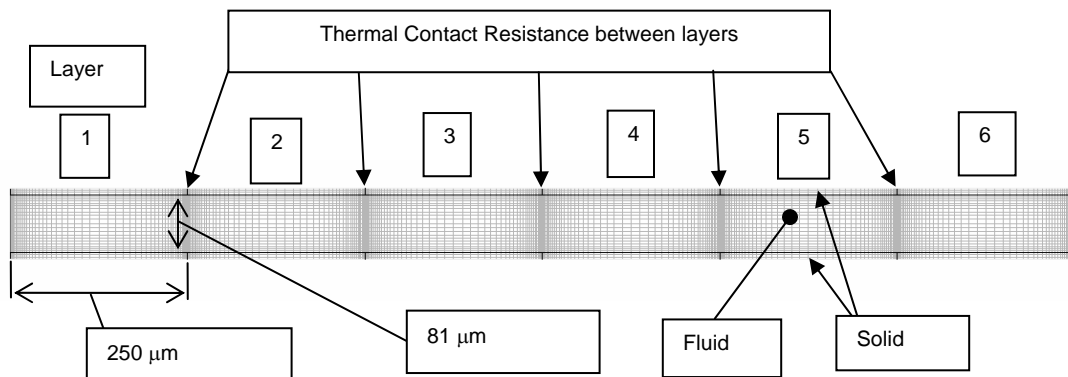 Thermal Contact Resistance between layers
Layer
1
2
3
4
5
6
250 μm
81 μm
Fluid
Solid